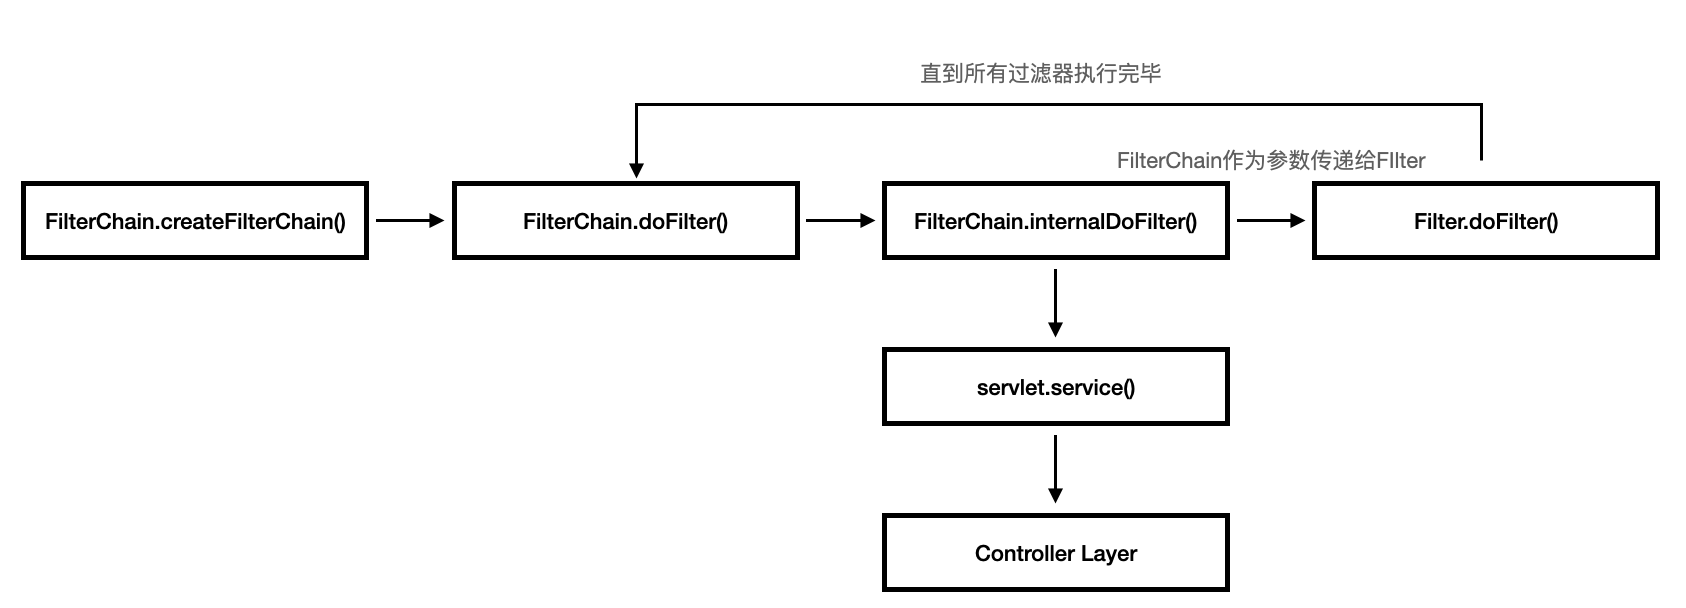 直到所有过滤器执行完毕
FilterChain作为参数传递给FIlter
FilterChain.createFilterChain()
FilterChain.doFilter()
FilterChain.internalDoFilter()
Filter.doFilter()
servlet.service()
Controller Layer